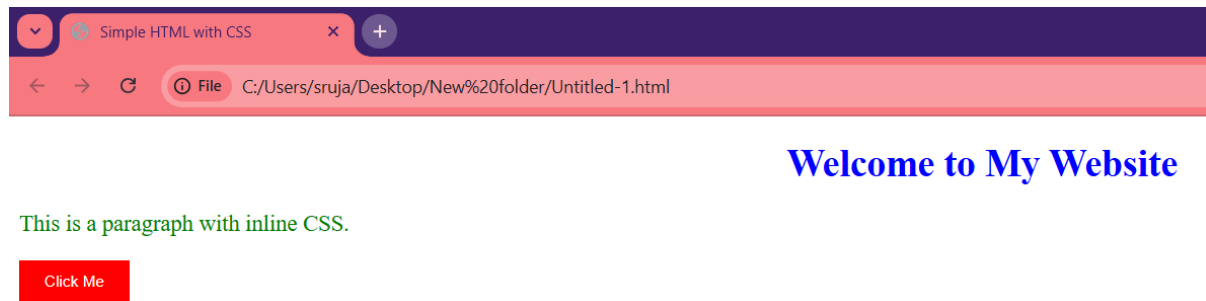 Simple HTML with CSS
File C:/Users/sruja/Desktop/New%20folder/Untitled-1.html
Welcome to My Website
This is a paragraph with inline CSS.
Click Me